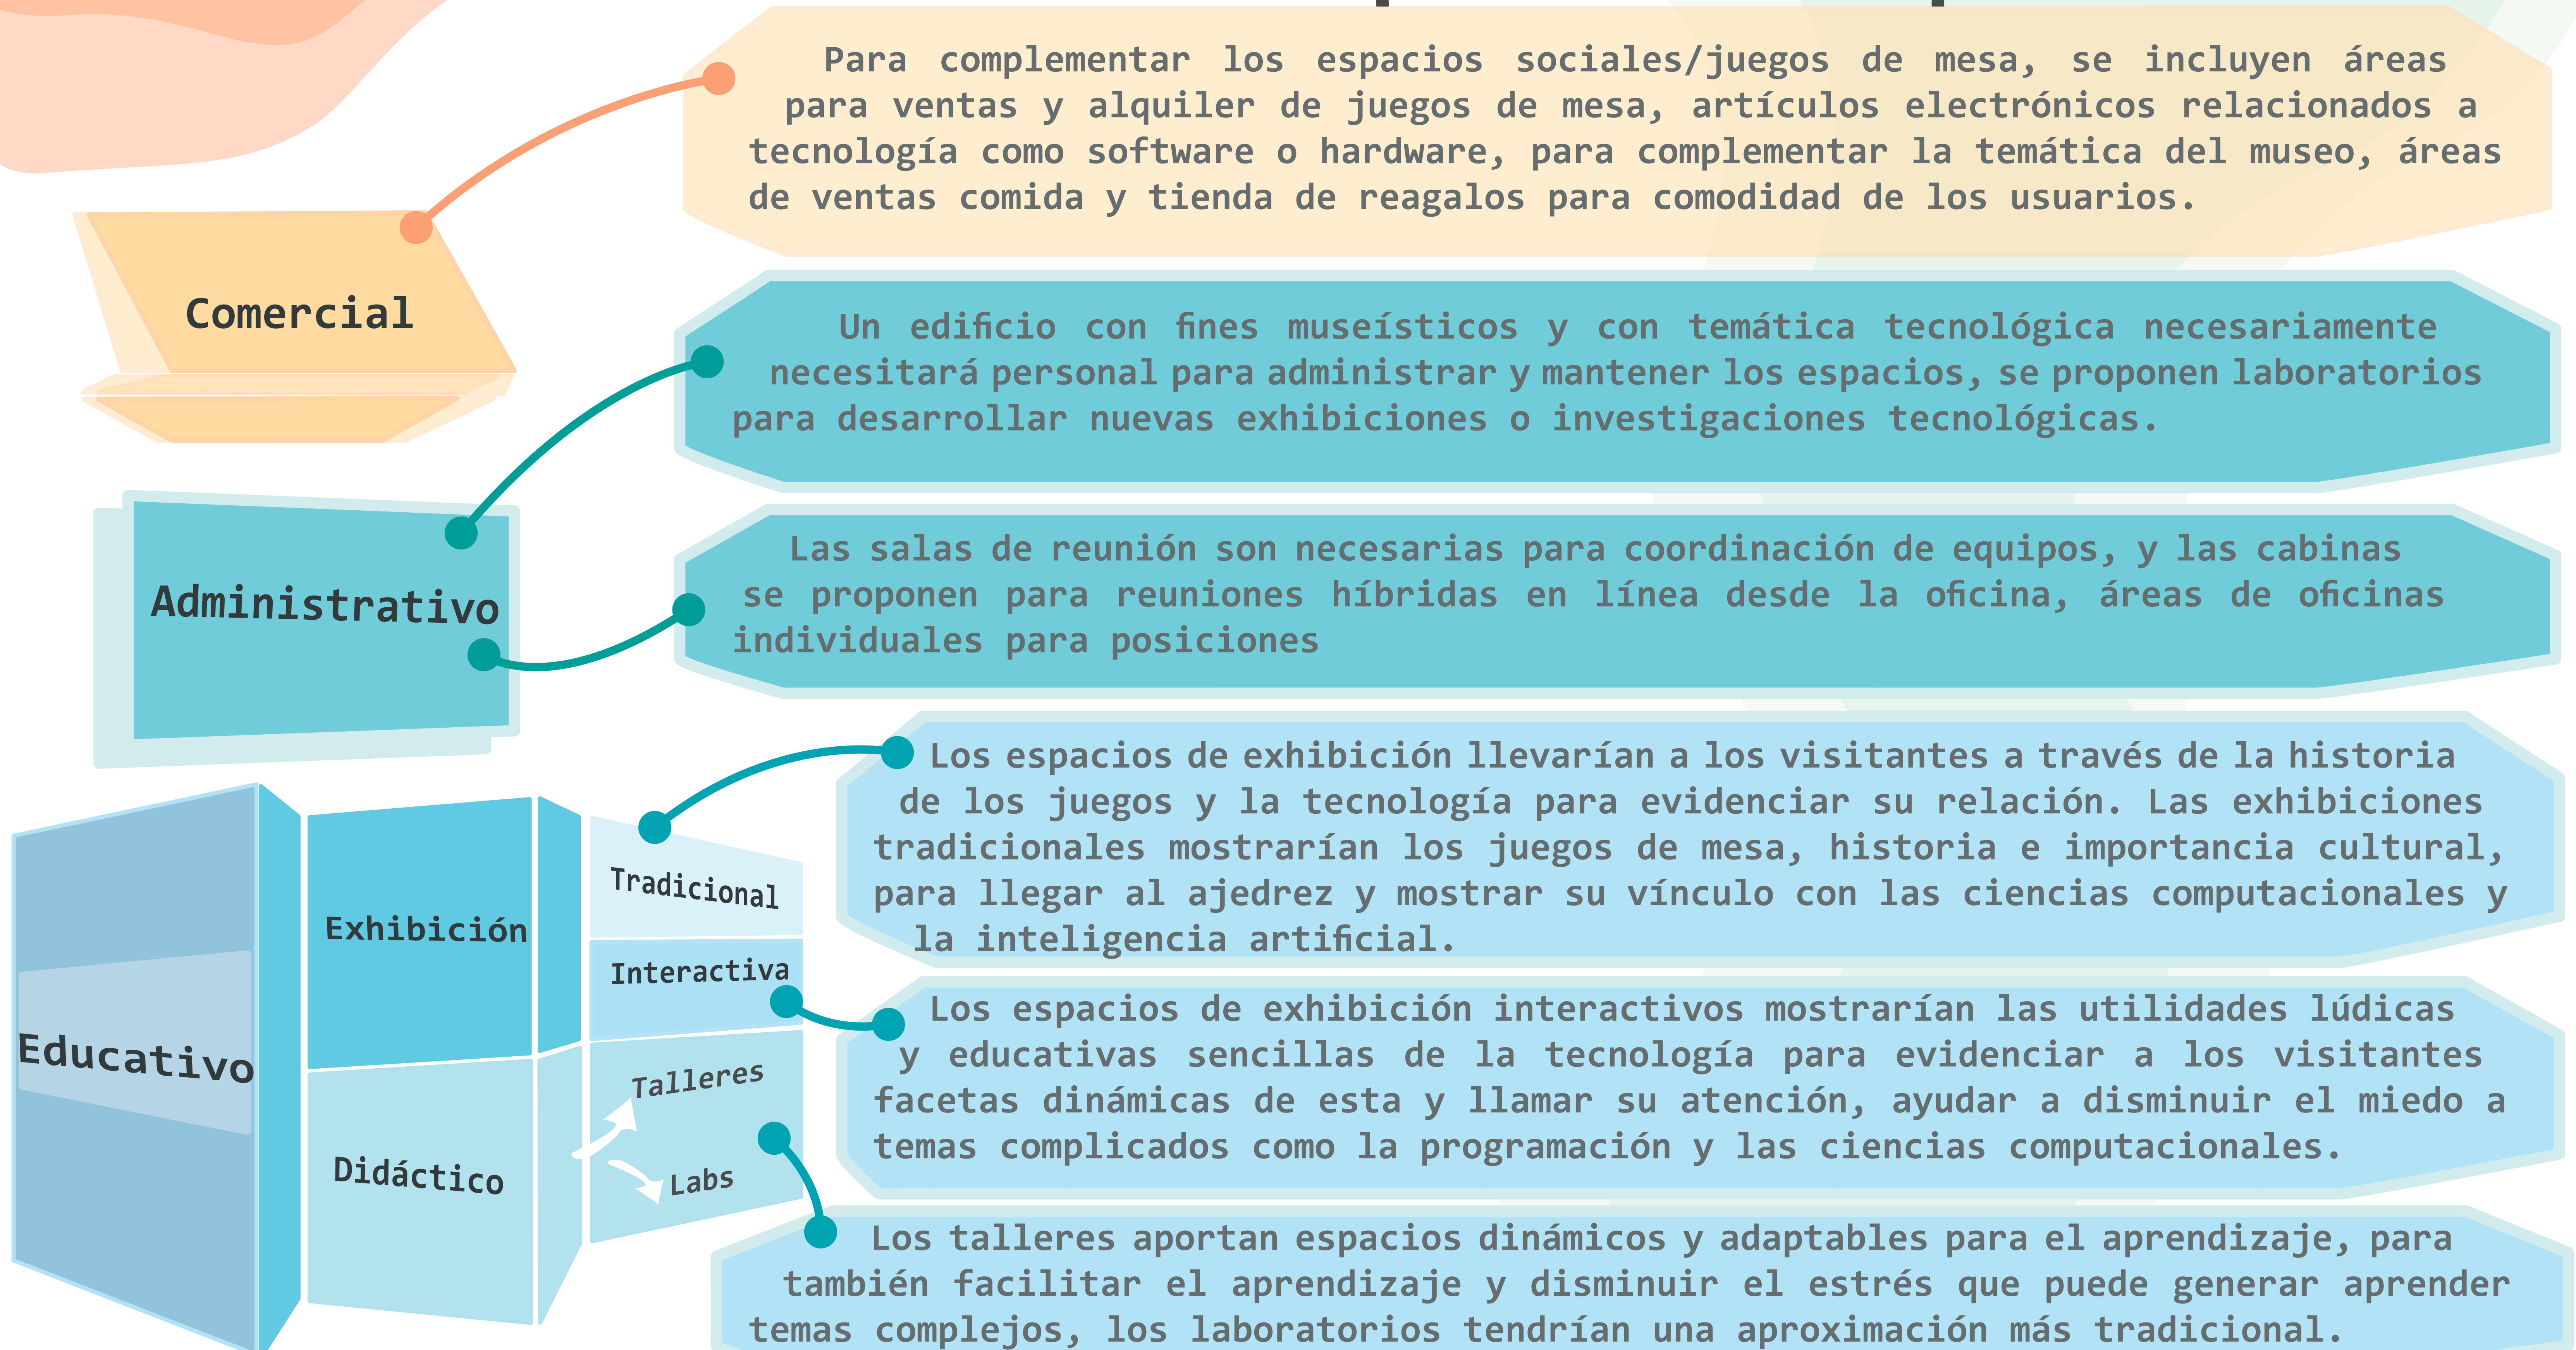 Para complementar los espacios sociales/juegos de mesa, se incluyen áreas
para ventas y alquiler de juegos de mesa, artículos electrónicos relacionados a
tecnología como software o hardware, para complementar la temática del museo, áreas
de ventas comida y tienda de reagalos para comodidad de los usuarios.
Comercial
Un edificio con fines museísticos y con temática tecnológica necesariamente
necesitará personal para administrar y mantener los espacios, se proponen laboratorios
para desarrollar nuevas exhibiciones o investigaciones tecnológicas.
Administrativo
Las salas de reunión son necesarias para coordinación de equipos, y las cabinas
se proponen para reuniones híbridas en línea desde la oficina, áreas de oficinas
individuales para posiciones
Educativo
Exhibición
Tradicional
Interactiva
Didáctico
Talleres
Labs
Los espacios de exhibición llevarían a los visitantes a través de la historia
de los juegos y la tecnología para evidenciar su relación. Las exhibiciones
tradicionales mostrarían los juegos de mesa, historia e importancia cultural,
para llegar al ajedrez y mostrar su vínculo con las ciencias computacionales y
la inteligencia artificial.
Los espacios de exhibición interactivos mostrarían las utilidades lúdicas
y educativas sencillas de la tecnología para evidenciar a los visitantes
facetas dinámicas de esta y llamar su atención, ayudar a disminuir el miedo a
temas complicados como la programación y las ciencias computacionales.
Los talleres aportan espacios dinámicos y adaptables para el aprendizaje, para
también facilitar el aprendizaje y disminuir el estrés que puede generar aprender
temas complejos, los laboratorios tendrían una aproximación más tradicional.